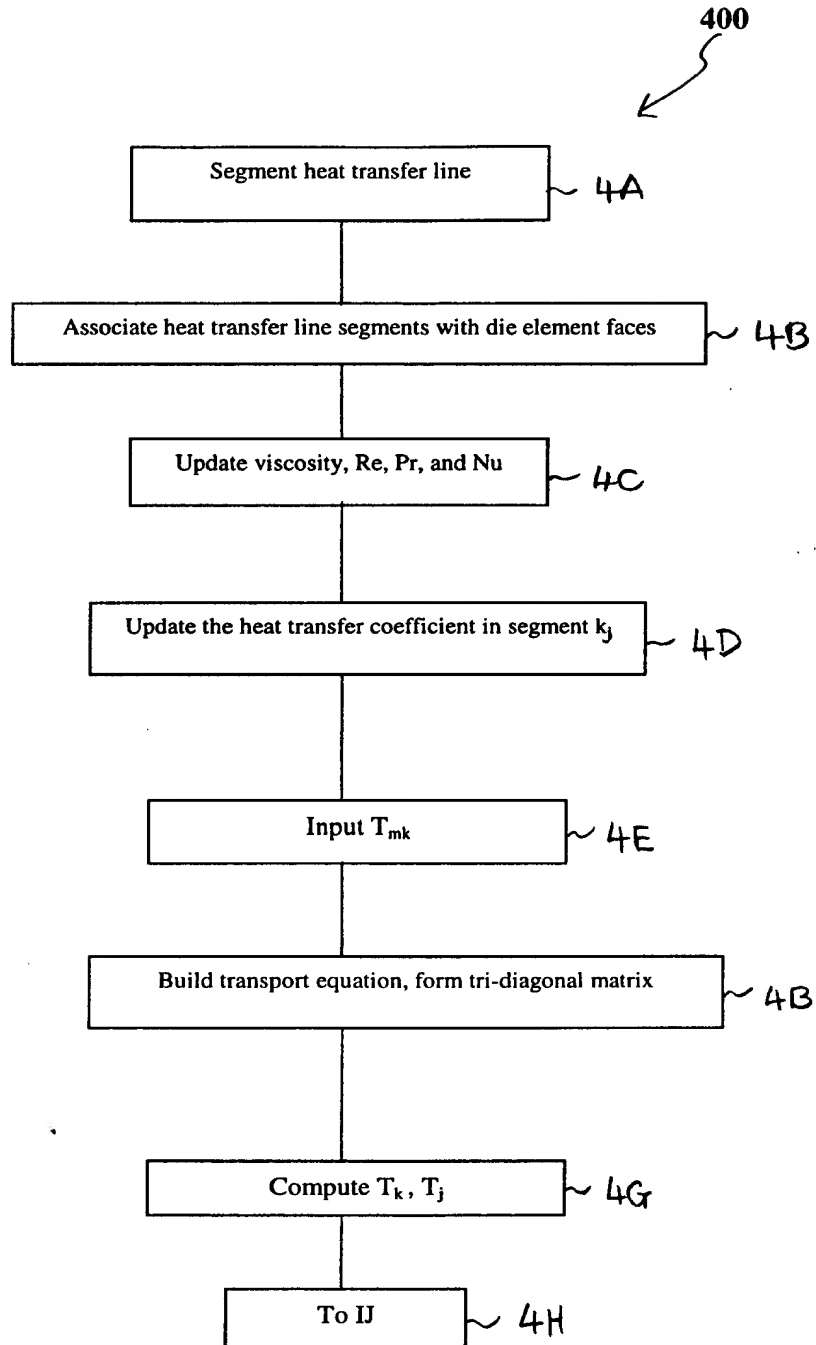 400
Segment heat transfer line
4A
Associate heat transfer line segments with die element faces
4B
Update viscosity, Re, Pr, and Nu
4C
Update the heat transfer coefficient in segment kj
4D
Input Tmk
4E
Build transport equation, form tri-diagonal matrix
4B
Compute Tk , Tj
4G
To IJ
4H